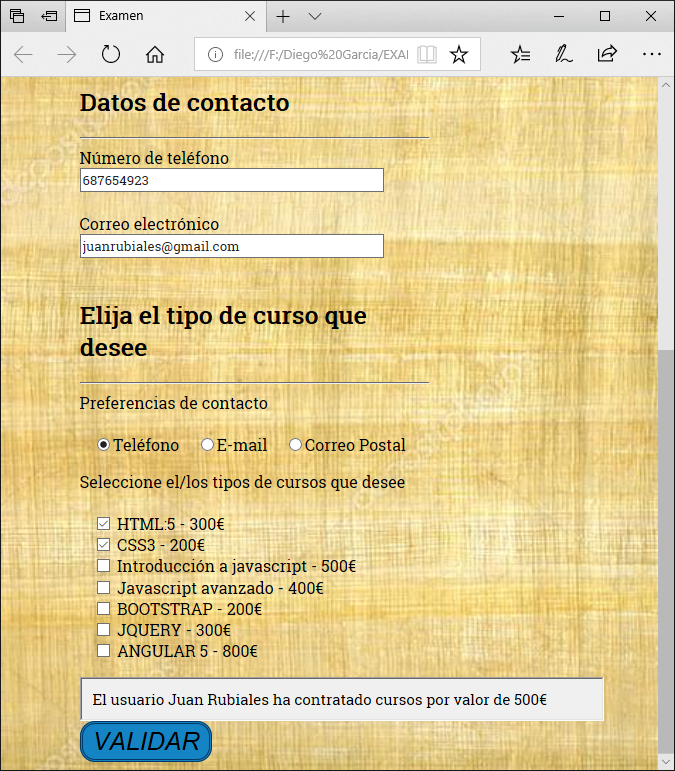 Examen
file:///F:/Diego%20Garcia/EXAI
Datos de contacto
Número de teléfono
687654923
Correo electrónico
juanrubiales@gmail.com
Elija el tipo de curso que
desee
Preferencias de contacto
Teléfono E-mail Correo Postal
Seleccione el/los tipos de cursos que desee
HTML:5 - 300€
CSS3 - 200€
Introducción a javascript - 500€
Javascript avanzado - 400€
BOOTSTRAP - 200€
JQUERY - 300€
ANGULAR 5 - 800€
El usuario Juan Rubiales ha contratado cursos por valor de 500€
VALIDAR